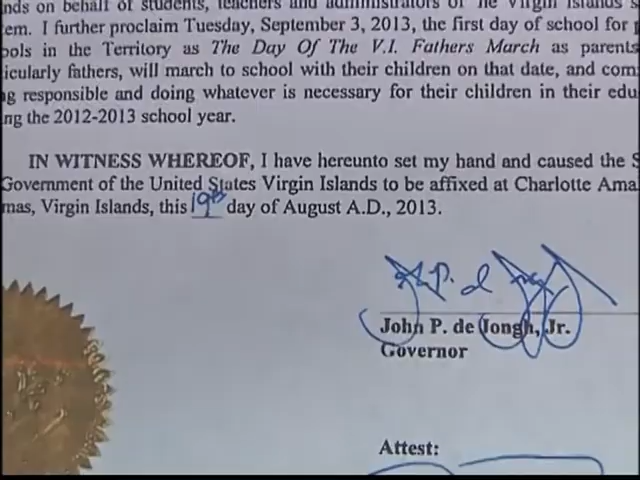 nds on behalf of students, teachers and administrators of the Virgin Islands
em. I further proclaim Tuesday, September 3, 2013, the first day of school for
ools in the Territory as The Day Of The V.I. Fathers March as parents
icularly fathers, will march to school with their children on that date, and com
g responsible and doing whatever is necessary for their children in their edu
ng the 2012-2013 school year.
IN WITNESS WHEREOF, I have hereunto set my hand and caused the S
Government of the United States Virgin Islands to be affixed at Charlotte Ama
mas, Virgin Islands, this 19th day of August A.D., 2013.
John P. de Jongh, Jr.
Governor
Attest: